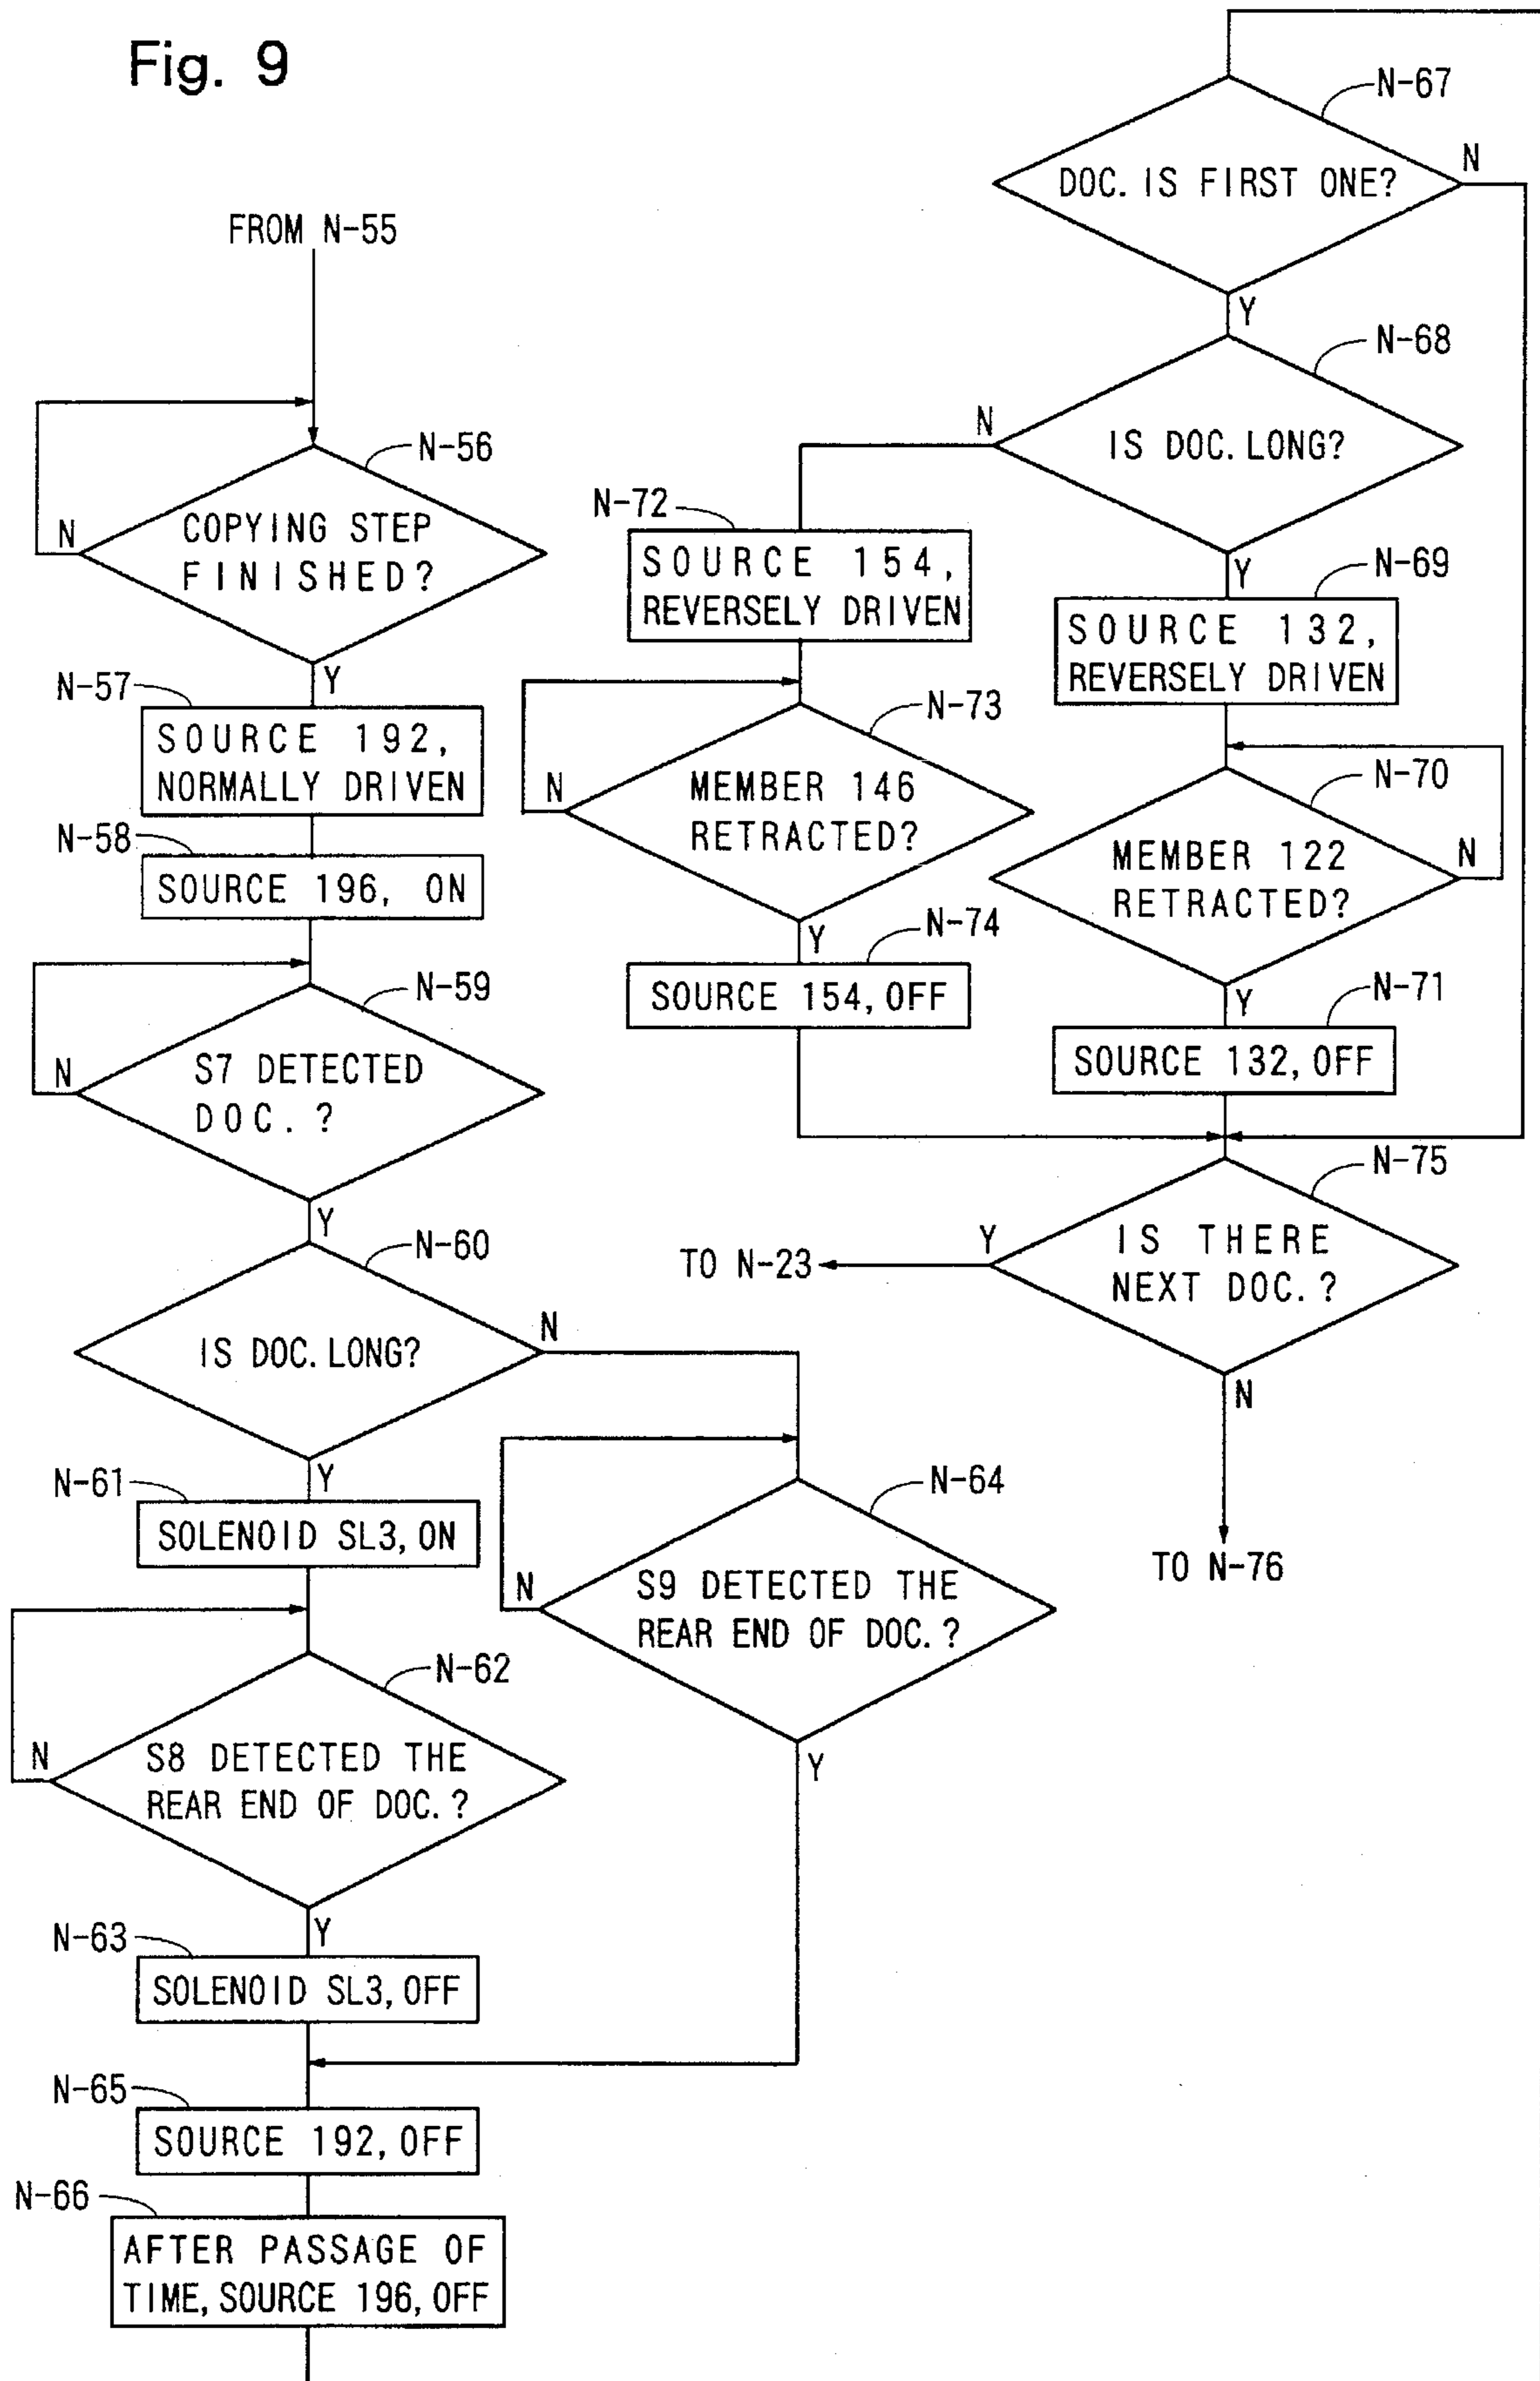 Fig. 9
FROM N-55
N-56
COPYING STEP
FINISHED?
N
Y
N-57
SOURCE 192,
NORMALLY DRIVEN
N-58
SOURCE 196, ON
N-59
S7 DETECTED
DOC. ?
N
Y
N-60
IS DOC. LONG?
N
Y
N-61
SOLENOID SL3, ON
N-62
S8 DETECTED THE
REAR END OF DOC. ?
N
Y
N-63
SOLENOID SL3, OFF
N-64
S9 DETECTED THE
REAR END OF DOC. ?
N
Y
N-65
SOURCE 192, OFF
N-66
AFTER PASSAGE OF
TIME, SOURCE 196, OFF
N-67
DOC. IS FIRST ONE?
N
Y
N-68
IS DOC. LONG?
N
Y
N-69
SOURCE 132,
REVERSELY DRIVEN
N-70
MEMBER 122
RETRACTED?
N
Y
N-71
SOURCE 132, OFF
N-72
SOURCE 154,
REVERSELY DRIVEN
N-73
MEMBER 146
RETRACTED?
N
Y
N-74
SOURCE 154, OFF
N-75
IS THERE
NEXT DOC. ?
Y
TO N-23
N
TO N-76